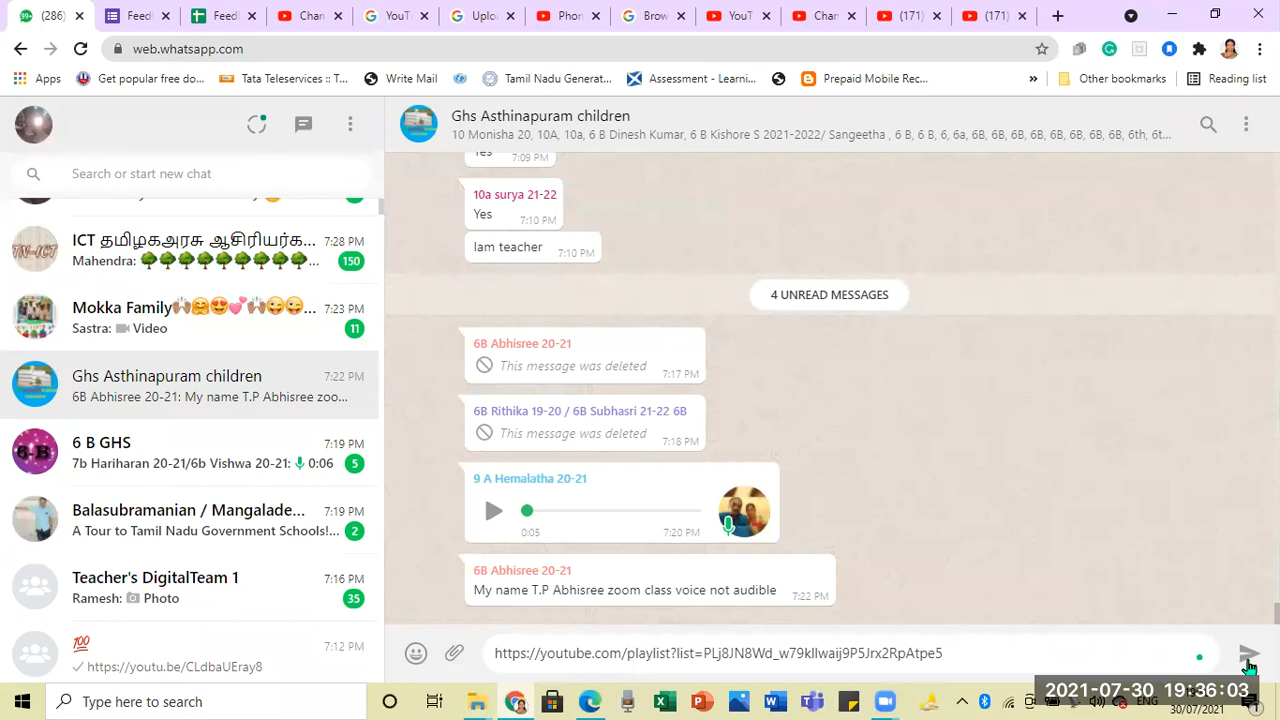 (286)
Feedl
Feedl
Chan
YouT
Uploa
Phon
Brow
YouT
Chan
(171)
(171)
web.whatsapp.com
Apps
Get popular free do...
Tata Teleservices :: T...
Write Mail
Tamil Nadu Generat...
Assessment - Learni...
Prepaid Mobile Rec...
»
Other bookmarks
Reading list
Search or start new chat
ICT தமிழகஅரசு ஆசிரியர்க...
7:28 PM
Mahendra: 🌳🌳🌳🌳🌳🌳🌳🌳🌳...
150
Mokka Family🙌🏽🤗😍💕🙌🏽😜😜...
7:23 PM
Sastra: Video
11
Ghs Asthinapuram children
7:22 PM
6B Abhisree 20-21: My name T.P Abhisree zoo...
6 B GHS
7:19 PM
7b Hariharan 20-21/6b Vishwa 20-21: 0:06
5
Balasubramanian / Mangalade...
7:19 PM
A Tour to Tamil Nadu Government Schools!...
2
Teacher's DigitalTeam 1
7:16 PM
Ramesh: Photo
35
💯
7:12 PM
https://youtu.be/CLdbaUEray8
Ghs Asthinapuram children
10 Monisha 20, 10A, 10a, 6 B Dinesh Kumar, 6 B Kishore S 2021-2022/ Sangeetha , 6 B, 6 B, 6, 6a, 6B, 6B, 6B, 6B, 6B, 6B, 6th, 6t...
Yes
7:09 PM
10a surya 21-22
Yes
7:10 PM
Iam teacher
7:10 PM
4 UNREAD MESSAGES
6B Abhisree 20-21
This message was deleted
7:17 PM
6B Rithika 19-20 / 6B Subhasri 21-22 6B
This message was deleted
7:18 PM
9 A Hemalatha 20-21
0:05
7:20 PM
6B Abhisree 20-21
My name T.P Abhisree zoom class voice not audible
7:22 PM
https://youtube.com/playlist?list=PLj8JN8Wd_w79kllwaij9P5Jrx2RpAtpe5
Type here to search
ENG
2021-07-30 19:36:03
30/07/2021